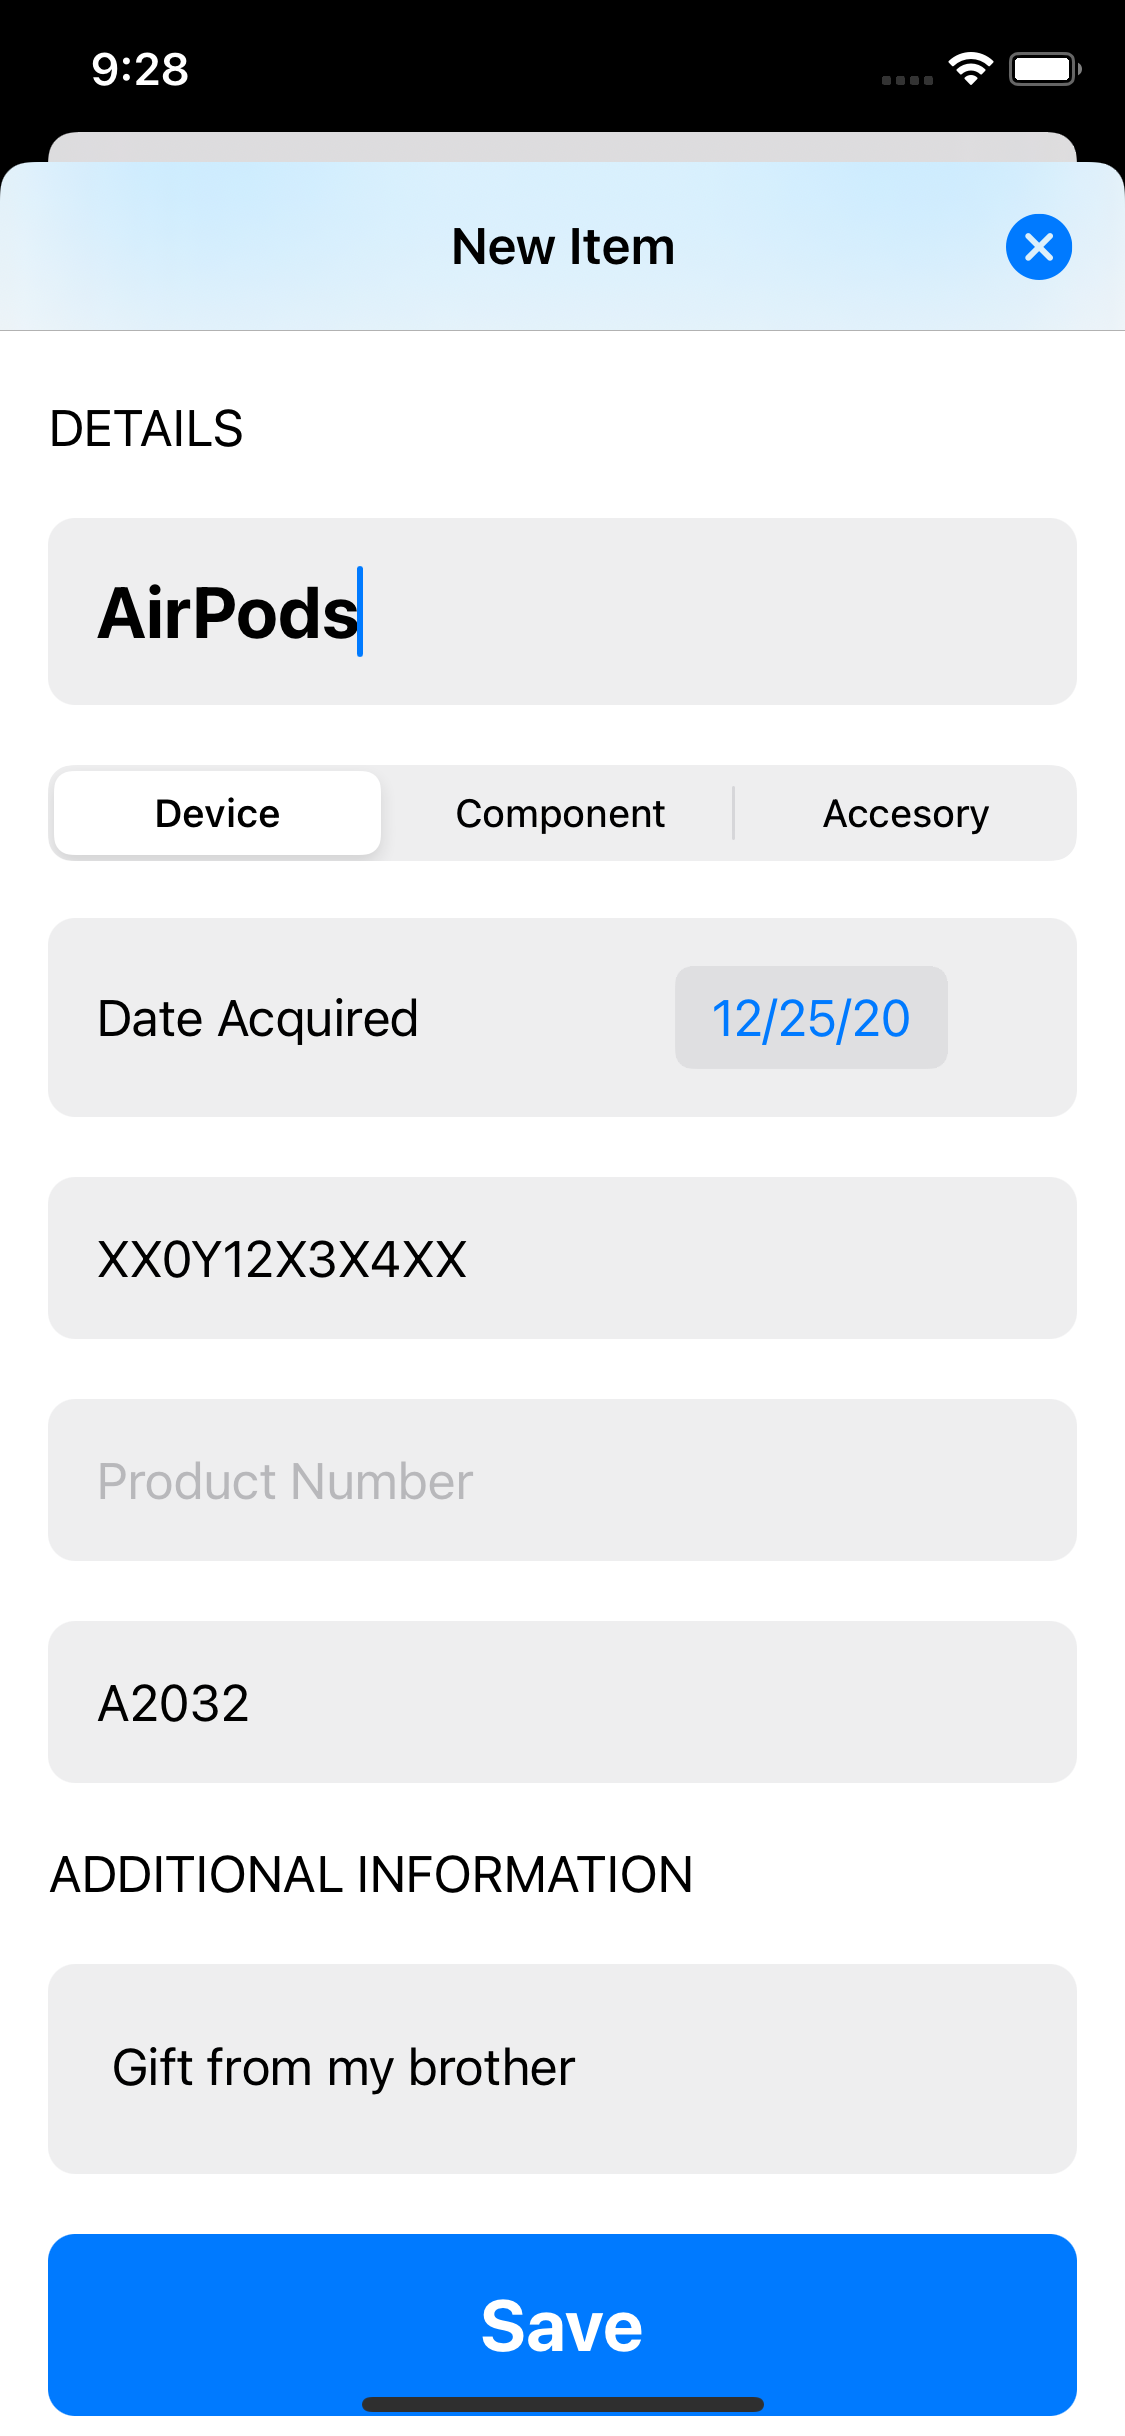 9:28
New Item
DETAILS
AirPods
Device Component Accesory
Date Acquired 12/25/20
XX0Y12X3X4XX
Product Number
A2032
ADDITIONAL INFORMATION
Gift from my brother
Save